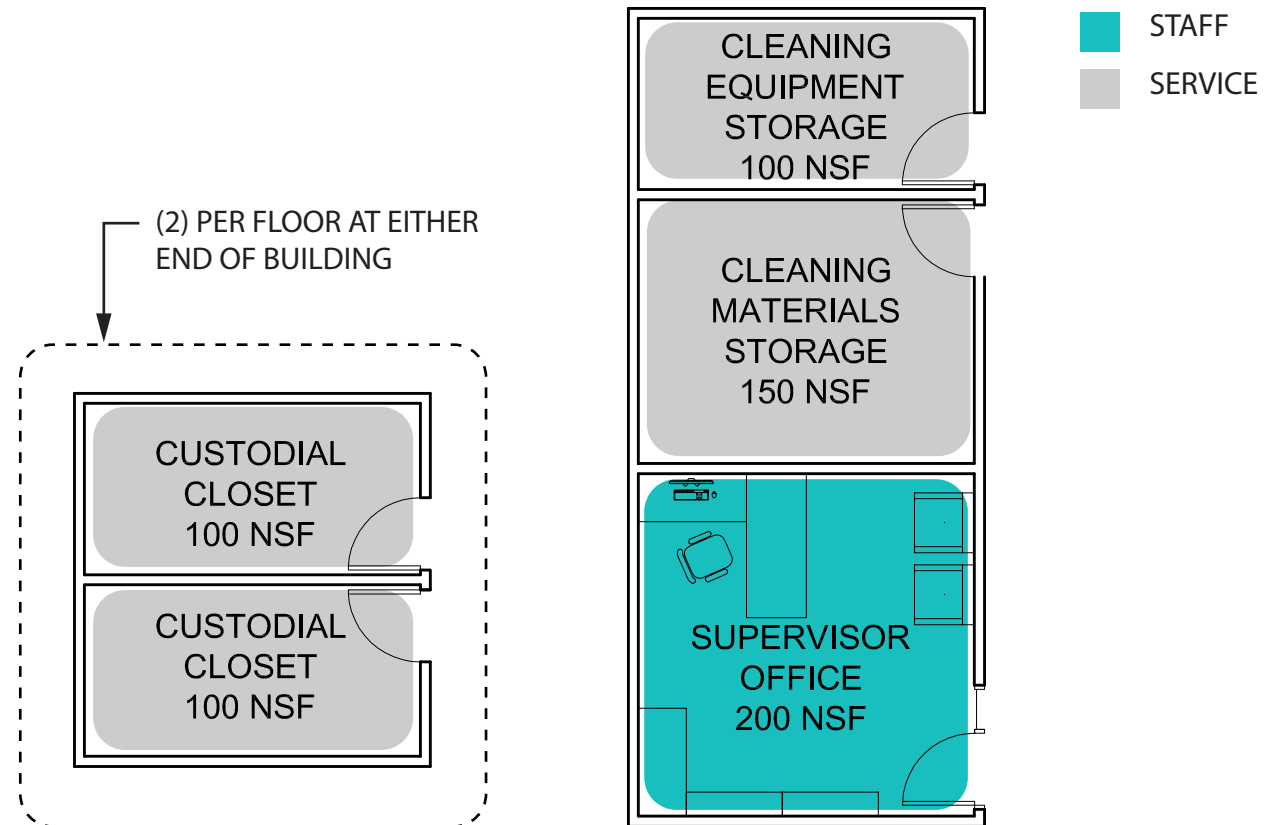 (2) PER FLOOR AT EITHER
END OF BUILDING
CUSTODIAL
CLOSET
100 NSF
CUSTODIAL
CLOSET
100 NSF
CLEANING
EQUIPMENT
STORAGE
100 NSF
CLEANING
MATERIALS
STORAGE
150 NSF
SUPERVISOR
OFFICE
200 NSF
STAFF
SERVICE